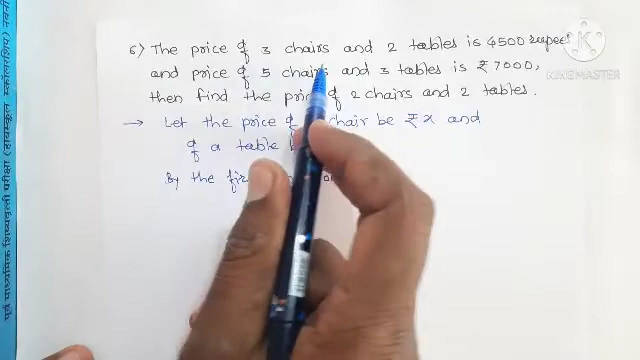 6) The price of 3 chairs and 2 tables is 4500 rupees
and price of 5 chairs and 3 tables is ₹ 7000,
then find the price of 2 chairs and 2 tables.
→ Let the price of chair be ₹ x and
of a table
By the
KINEMASTER